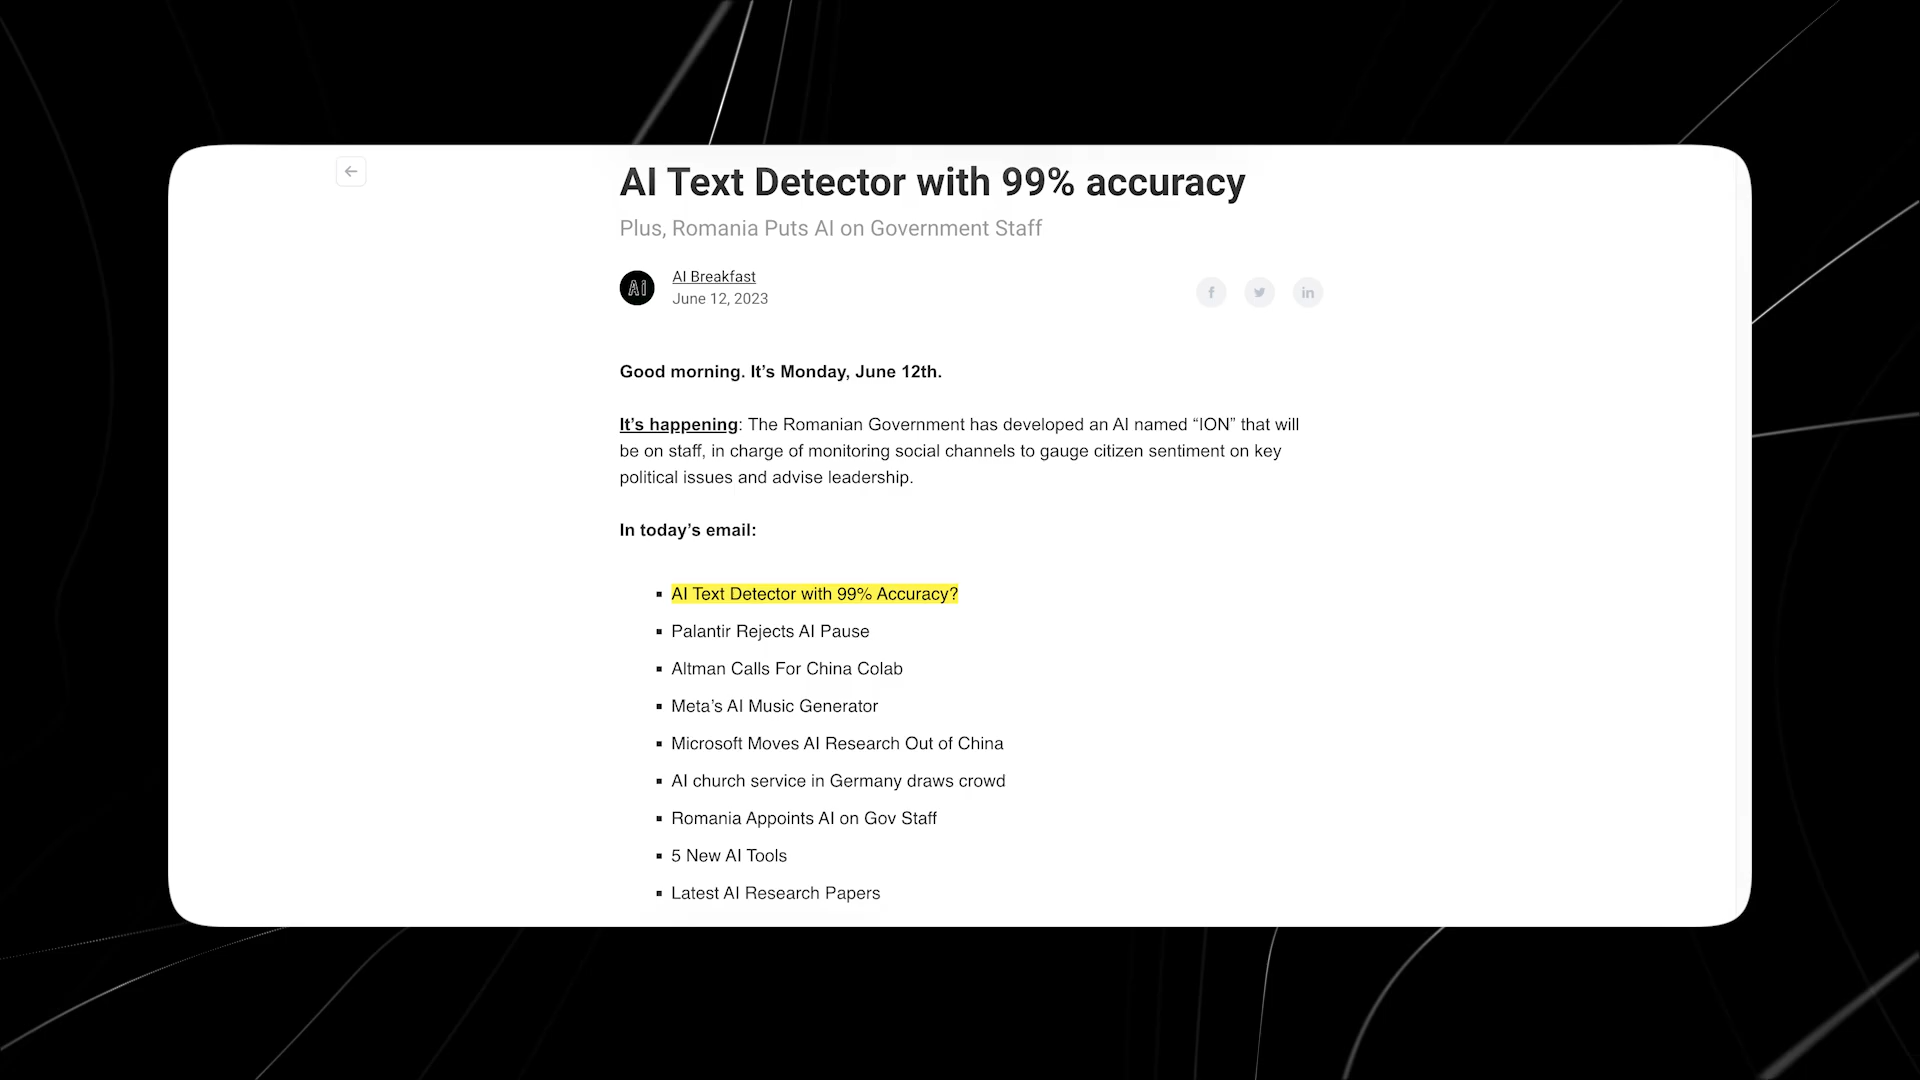 AI Text Detector with 99% accuracy
Plus, Romania Puts AI on Government Staff
Ai
AI Breakfast
June 12, 2023
f
in
Good morning. It’s Monday, June 12th.
It’s happening: The Romanian Government has developed an AI named “ION” that will
be on staff, in charge of monitoring social channels to gauge citizen sentiment on key
political issues and advise leadership.
In today’s email:
▪ AI Text Detector with 99% Accuracy?
▪ Palantir Rejects AI Pause
▪ Altman Calls For China Colab
▪ Meta’s AI Music Generator
▪ Microsoft Moves AI Research Out of China
▪ AI church service in Germany draws crowd
▪ Romania Appoints AI on Gov Staff
▪ 5 New AI Tools
▪ Latest AI Research Papers